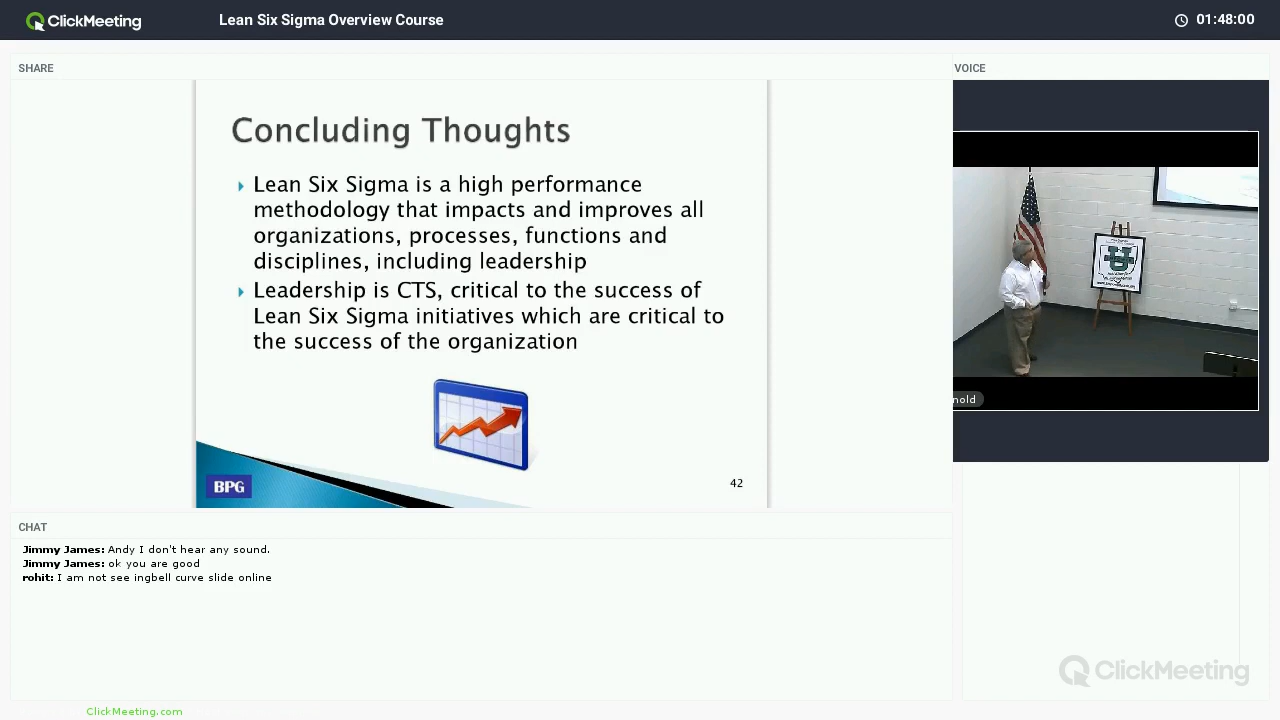 ClickMeeting
Lean Six Sigma Overview Course
01:48:00
SHARE
VOICE
Concluding Thoughts
Lean Six Sigma is a high performance
methodology that impacts and improves all
organizations, processes, functions and
disciplines, including leadership
Leadership is CTS, critical to the success of
Lean Six Sigma initiatives which are critical to
the success of the organization
BPG
42
nold
CHAT
Jimmy James: Andy I don't hear any sound.
Jimmy James: ok you are good
rohit: I am not see ingbell curve slide online
ClickMeeting
ClickMeeting.com